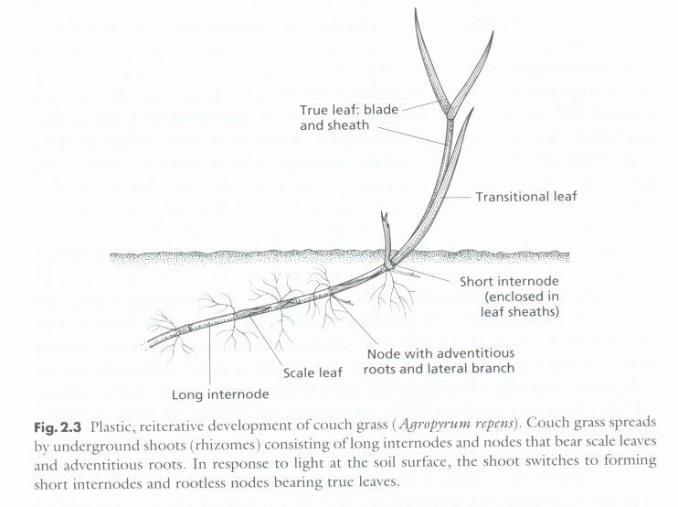 True leaf: blade
and sheath
Transitional leaf
Short internode
(enclosed in
leaf sheaths)
Node with adventitious
roots and lateral branch
Scale leaf
Long internode
Fig. 2.3 Plastic, reiterative development of couch grass (Agropyrum repens). Couch grass spreads
by underground shoots (rhizomes) consisting of long internodes and nodes that bear scale leaves
and adventitious roots. In response to light at the soil surface, the shoot switches to forming
short internodes and rootless nodes bearing true leaves.